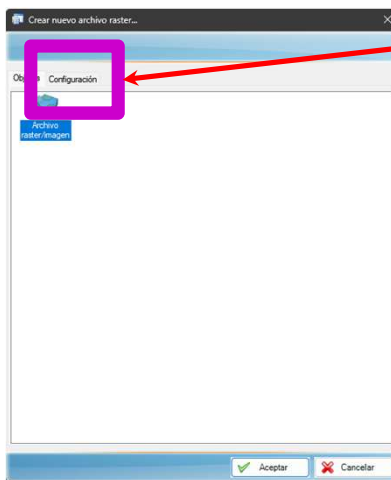 Crear nuevo archivo raster...
Configuración
Archivo
raster/imagen
Aceptar
Cancelar